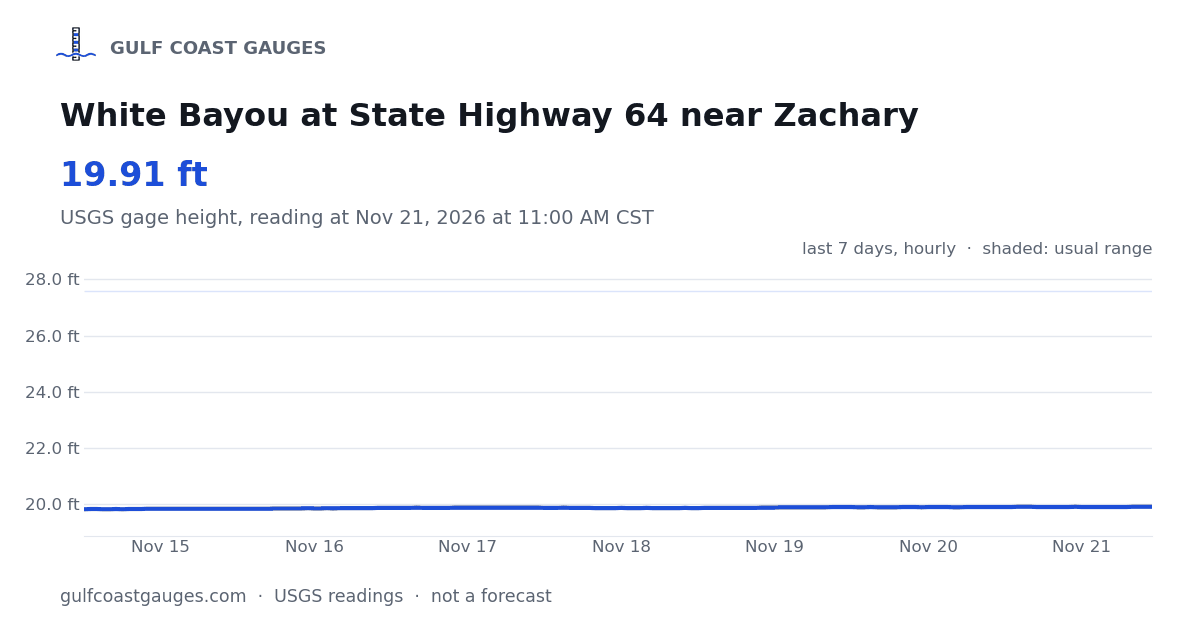 GULF COAST GAUGES
White Bayou at State Highway 64 near Zachary
19.91 ft
USGS gage height, reading at Nov 21, 2026 at 11:00 AM CST
last 7 days, hourly · shaded: usual range
28.0 ft
26.0 ft
24.0 ft
22.0 ft
20.0 ft
Nov 15 Nov 16 Nov 17 Nov 18 Nov 19 Nov 20 Nov 21
gulfcoastgauges.com · USGS readings · not a forecast